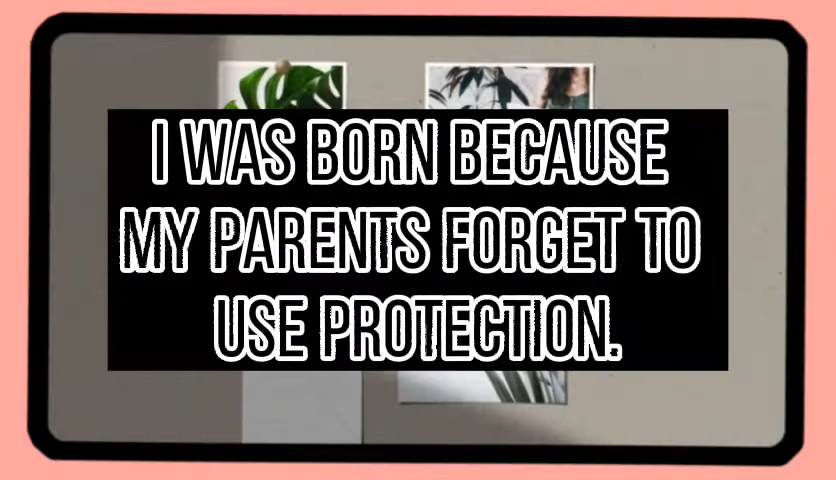 I WAS BORN BECAUSE
MY PARENTS FORGET TO
USE PROTECTION.